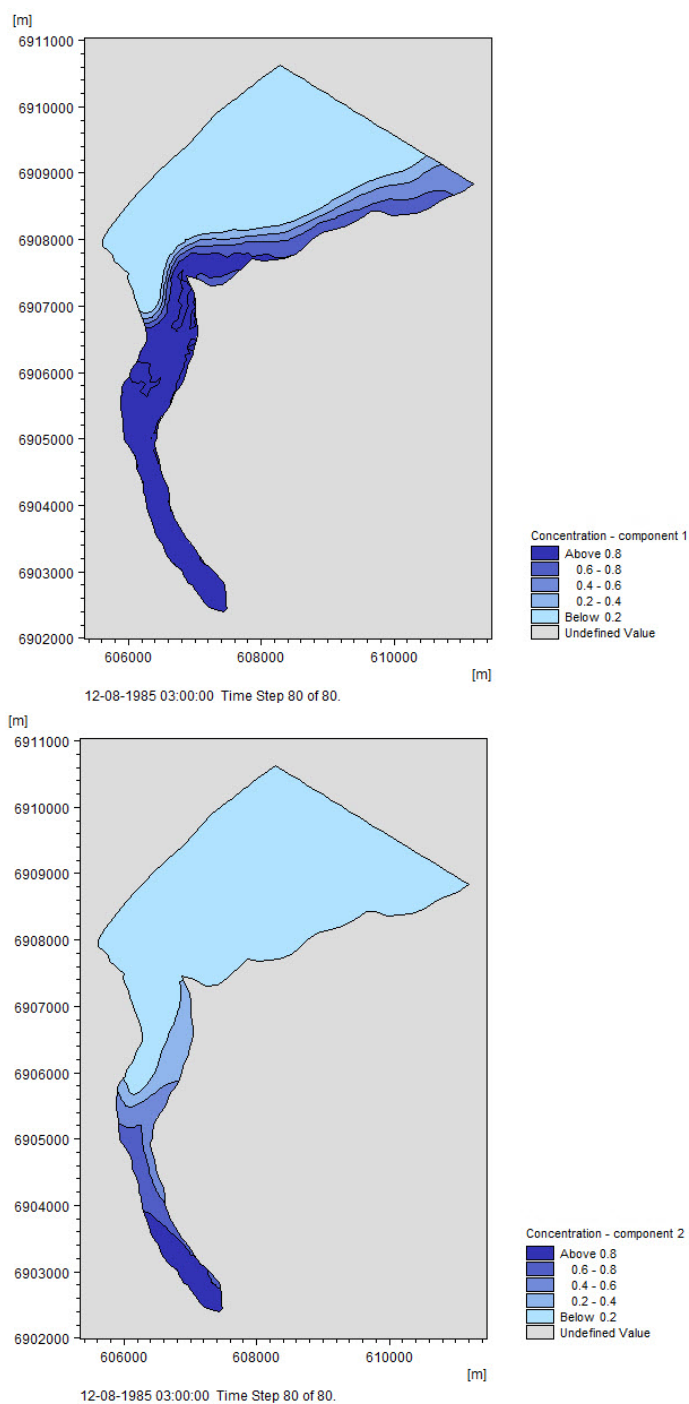 [m]
6911000
6910000
6909000
6908000
6907000
6906000
6905000
6904000
6903000
6902000
606000 608000 610000
[m]
Concentration - component 1
Above 0.8
0.6 - 0.8
0.4 - 0.6
0.2 - 0.4
Below 0.2
Undefined Value
12-08-1985 03:00:00 Time Step 80 of 80.
[m]
6911000
6910000
6909000
6908000
6907000
6906000
6905000
6904000
6903000
6902000
606000 608000 610000
[m]
Concentration - component 2
Above 0.8
0.6 - 0.8
0.4 - 0.6
0.2 - 0.4
Below 0.2
Undefined Value
12-08-1985 03:00:00 Time Step 80 of 80.